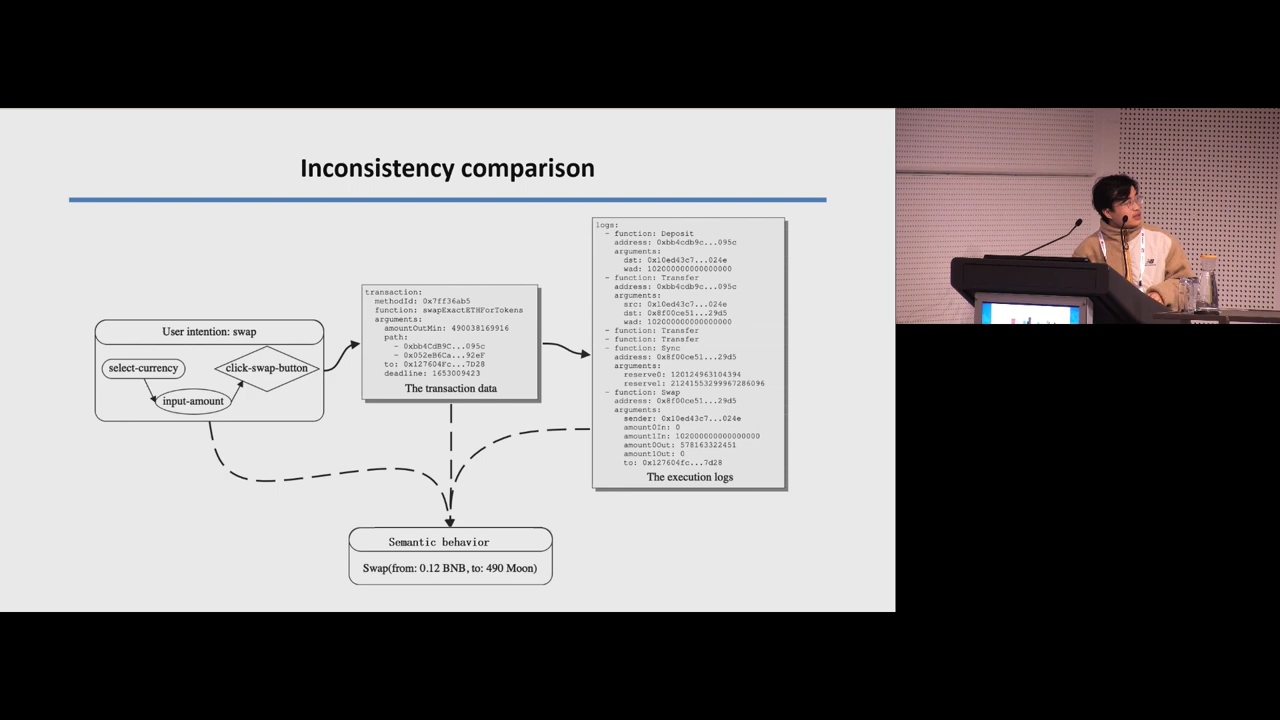 Inconsistency comparison
User intention: swap
select-currency
click-swap-button
input-amount
transaction:
methodId: 0x7ff36ab5
function: swapExactETHForTokens
arguments:
amountOutMin: 490038169916
path:
- 0xbb4CdB9C...095c
- 0x052eB6Ca...92eF
to: 0x127604Fc...7D28
deadline: 1653009423
The transaction data
logs:
- function: Deposit
address: 0xbb4cdb9c...095c
arguments:
dst: 0x10ed43c7...024e
wad: 102000000000000000
- function: Transfer
address: 0xbb4cdb9c...095c
arguments:
src: 0x10ed43c7...024e
dst: 0x8f00ce51...29d5
wad: 102000000000000000
- function: Transfer
- function: Transfer
- function: Sync
address: 0x8f00ce51...29d5
arguments:
reserve0: 120124963104394
reserve1: 21241553299967286096
- function: Swap
address: 0x8f00ce51...29d5
arguments:
sender: 0x10ed43c7...024e
amount0In: 0
amount1In: 102000000000000000
amount0Out: 578163322451
amount1Out: 0
to: 0x127604fc...7d28
The execution logs
Semantic behavior
Swap(from: 0.12 BNB, to: 490 Moon)